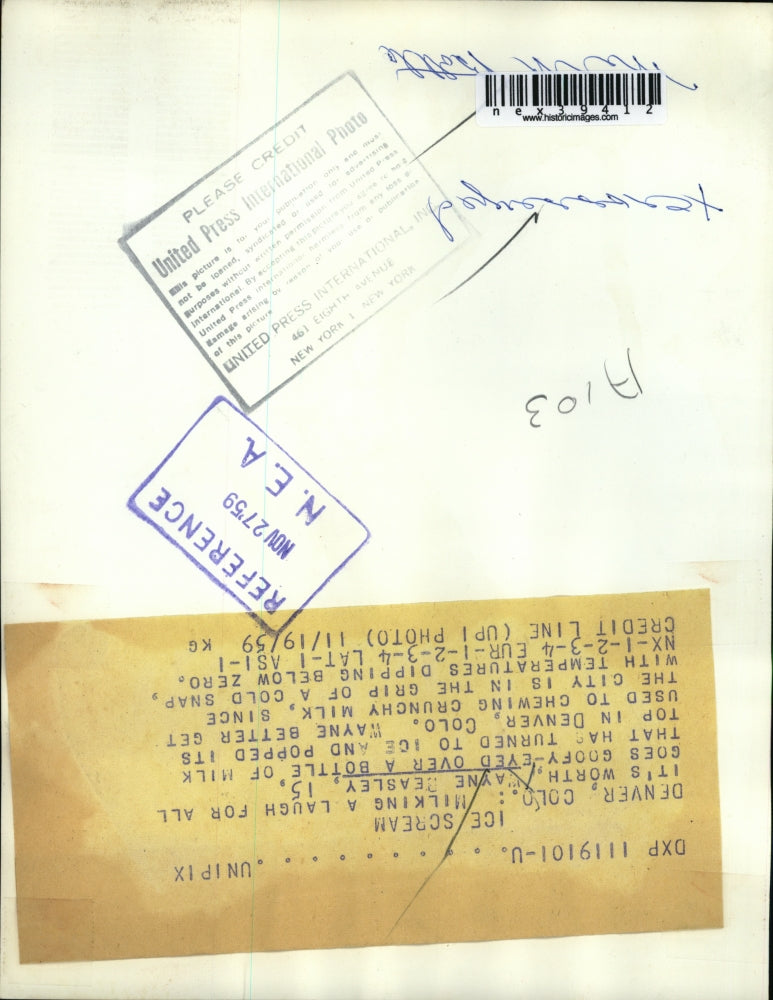 nex39412
www.historicimages.com
PLEASE CREDIT
United Press International Photo
This picture is for your publication only and must
not be loaned, syndicated or used for advertising
purposes without written permission from United Press
International. By accepting this picture you agree to hold
United Press International harmless from any loss or
damage arising by reason of your use or publication
of this picture
UNITED PRESS INTERNATIONAL, INC
461 EIGHTH AVENUE
NEW YORK 1 NEW YORK
A103
REFERENCE
NOV 27 '59
N. E. A.
DXP 1119101-U. . . . . . . . . . .UNIPIX
ICE SCREAM
DENVER, COLO.: MILKING A LAUGH FOR ALL
IT'S WORTH, WAYNE BEASLEY, 15,
GOES GOOFY-EYED OVER A BOTTLE OF MILK
THAT HAS TURNED TO ICE AND POPPED ITS
TOP IN DENVER, COLO. WAYNE BETTER GET
USED TO CHEWING CRUNCHY MILK, SINCE
THE CITY IS IN THE GRIP OF A COLD SNAP,
WITH TEMPERATURES DIPPING BELOW ZERO.
NX-1-2-3-4 EUR-1-2-3-4 LAT-1 ASI-1
CREDIT LINE (UPI PHOTO) 11/19/59 KG